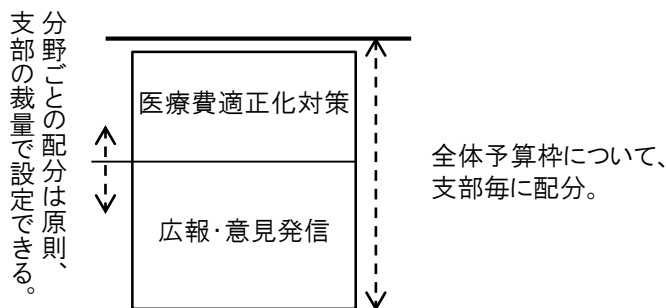 分野ごとの配分は原則、
支部の裁量で設定できる。
医療費適正化対策
広報・意見発信
全体予算枠について、
支部毎に配分。